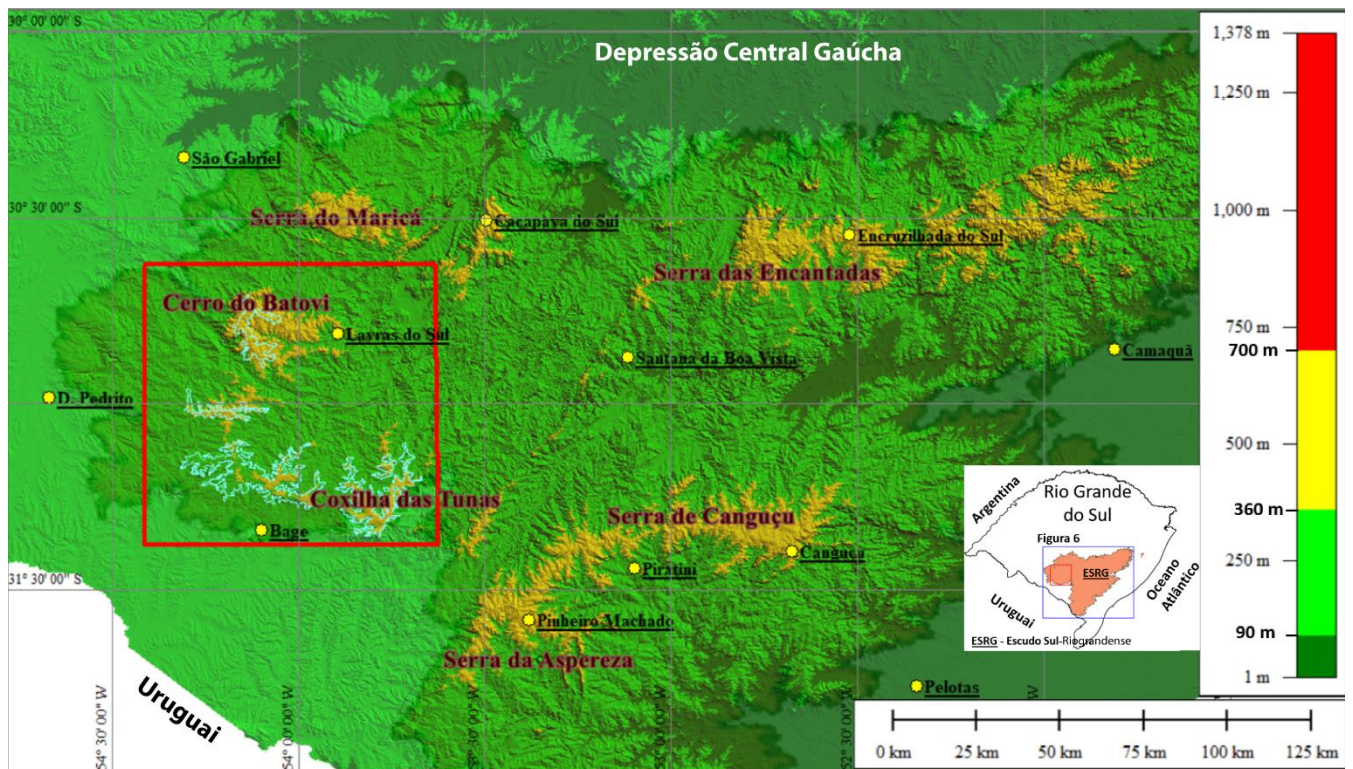 30° 00' 00" S
Depressão Central Gaúcha
São Gabriel
30° 30' 00" S
Serra do Maricá
Caçapava do Sul
Encruzilhada do Sul
Serra das Encantadas
Cerro do Batovi
Lavras do Sul
Santana da Boa Vista
Camaquã
D. Pedrito
Coxilha das Tunas
Serra de Canguçu
Bage
Canguçu
Piratini
31° 30' 00" S
Pinheiro Machado
Serra da Aspereza
Pelotas
Uruguai
54° 30' 00" W
54° 00' 00" W
52° 30' 00" W
1,378 m
1,250 m
1,000 m
750 m
700 m
500 m
360 m
250 m
90 m
1 m
Argentina
Rio Grande
do Sul
Figura 6
ESRG
Oceano
Atlântico
Uruguai
ESRG - Escudo Sul-Riograndense
0 km
25 km
50 km
75 km
100 km
125 km